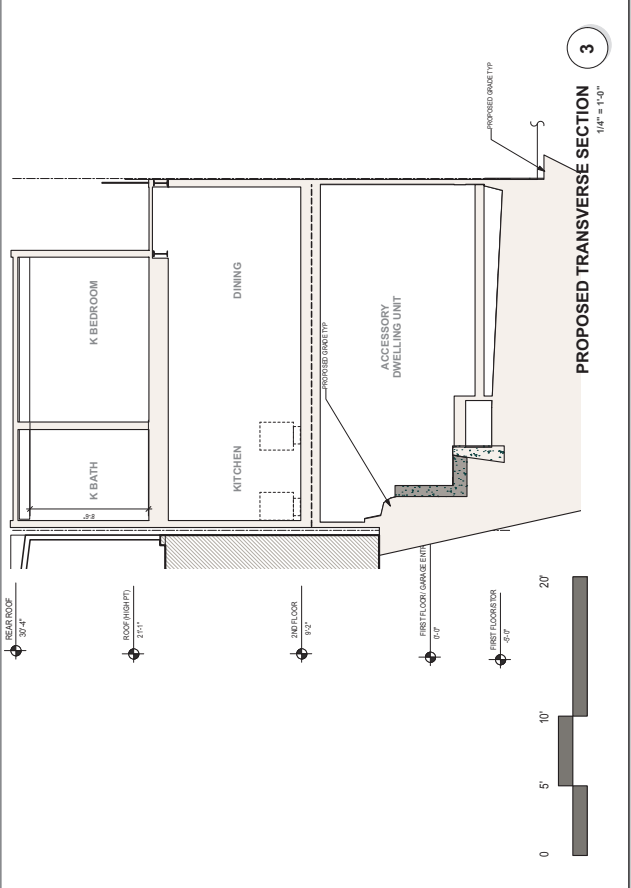 K BATH
K BEDROOM
8'-6"
KITCHEN
DINING
PROPOSED GRADE TYP.
ACCESSORY
DWELLING UNIT
PROPOSED GRADE TYP
REAR ROOF
30'-4"
ROOF (HIGH PT)
21'-1"
2ND FLOOR
9'-2"
FIRST FLOOR/ GARAGE ENTR
0'-0"
FIRST FLOOR/STOR
0
5'
10'
20'
PROPOSED TRANSVERSE SECTION
1/4" = 1'-0"
3